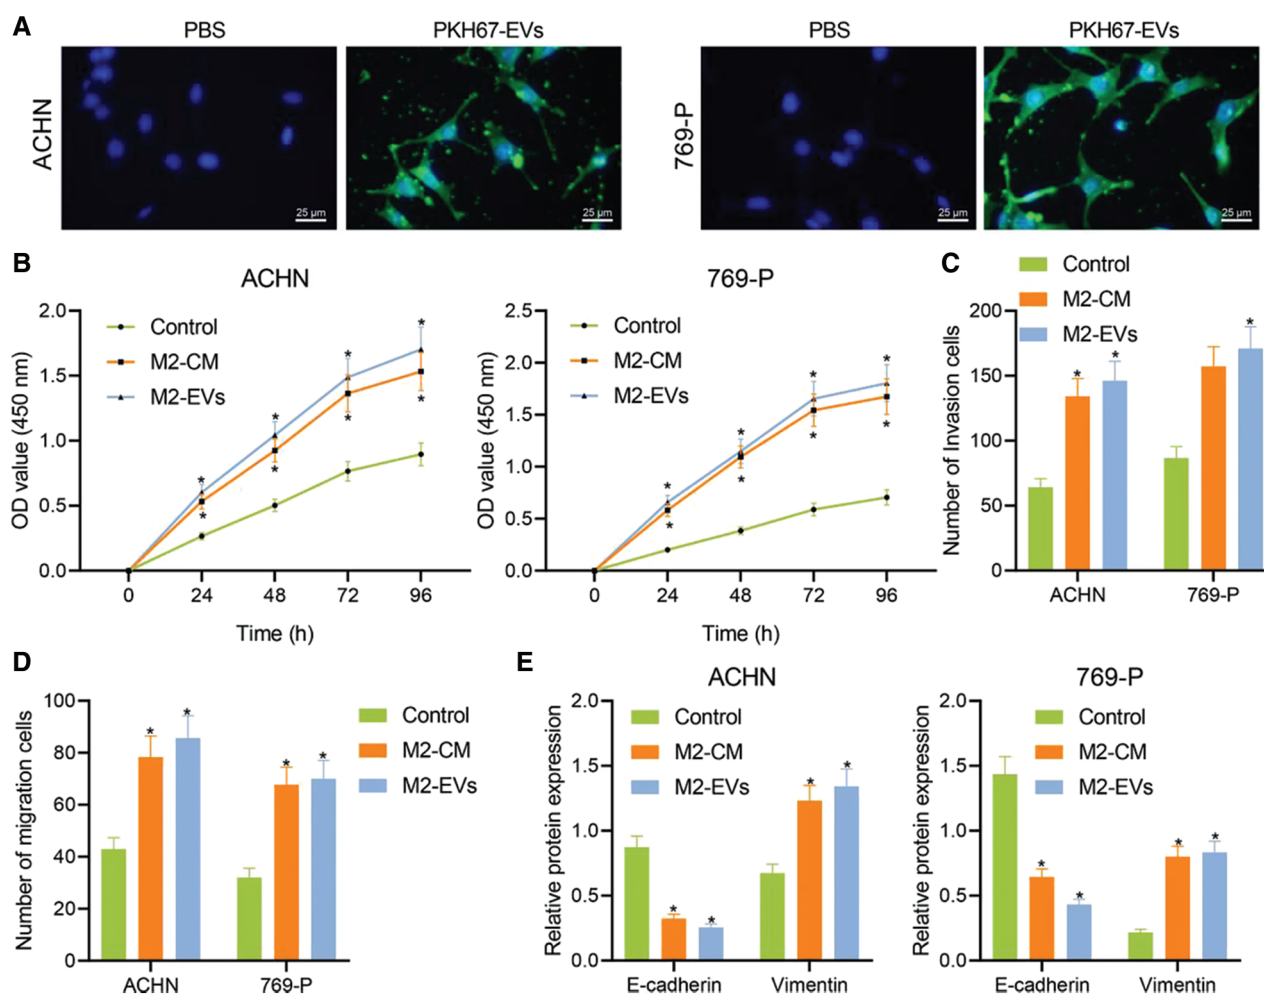 A
PBS
PKH67-EVs
PBS
PKH67-EVs
ACHN
769-P
25 µm
25 µm
25 µm
25 µm
B
ACHN
769-P
OD value (450 nm)
2.0
1.5
1.0
0.5
0.0
Control
M2-CM
M2-EVs
* * * *
* * * *
0 24 48 72 96
Time (h)
OD value (450 nm)
2.5
2.0
1.5
1.0
0.5
0.0
Control
M2-CM
M2-EVs
* * * *
* * * *
0 24 48 72 96
Time (h)
C
Control
M2-CM
M2-EVs
Number of Invasion cells
200
150
100
50
0
* * *
ACHN 769-P
D
Number of migration cells
100
80
60
40
20
0
* * * *
ACHN 769-P
Control
M2-CM
M2-EVs
E
ACHN
769-P
Relative protein expression
2.0
1.5
1.0
0.5
0.0
Control
M2-CM
M2-EVs
* * * *
E-cadherin Vimentin
Relative protein expression
2.0
1.5
1.0
0.5
0.0
Control
M2-CM
M2-EVs
* * * *
E-cadherin Vimentin